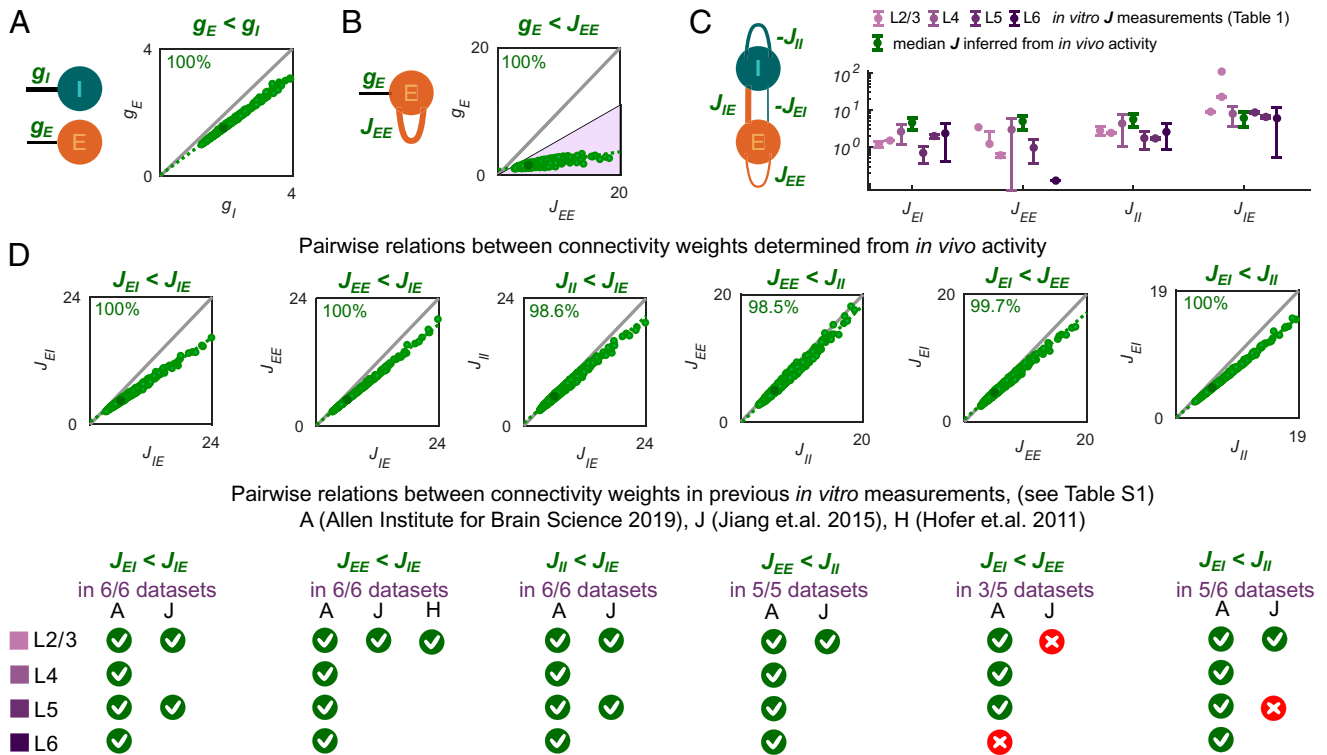 A
g_E < g_I
g_I
I
g_E
E
100%
4
g_E
0
g_I
4
B
g_E < J_EE
g_E
E
J_EE
100%
20
g_E
0
J_EE
20
C
L2/3 L4 L5 L6 in vitro J measurements (Table 1)
median J inferred from in vivo activity
-J_II
I
J_IE
-J_EI
E
J_EE
10^2
10^1
10^0
J_EI J_EE J_II J_IE
D
Pairwise relations between connectivity weights determined from in vivo activity
J_EI < J_IE
24
100%
J_EI
0
24
J_IE
J_EE < J_IE
24
100%
J_EE
0
24
J_IE
J_II < J_IE
24
98.6%
J_II
0
24
J_IE
J_EE < J_II
20
98.5%
J_EE
0
20
J_II
J_EI < J_EE
20
99.7%
J_EI
0
20
J_EE
J_EI < J_II
19
100%
J_EI
0
19
J_II
Pairwise relations between connectivity weights in previous in vitro measurements, (see Table S1)
A (Allen Institute for Brain Science 2019), J (Jiang et.al. 2015), H (Hofer et.al. 2011)
J_EI < J_IE J_EE < J_IE J_II < J_IE J_EE < J_II J_EI < J_EE J_EI < J_II
in 6/6 datasets in 6/6 datasets in 6/6 datasets in 5/5 datasets in 3/5 datasets in 5/6 datasets
A J A J H A J A J A J A J
L2/3
L4
L5
L6